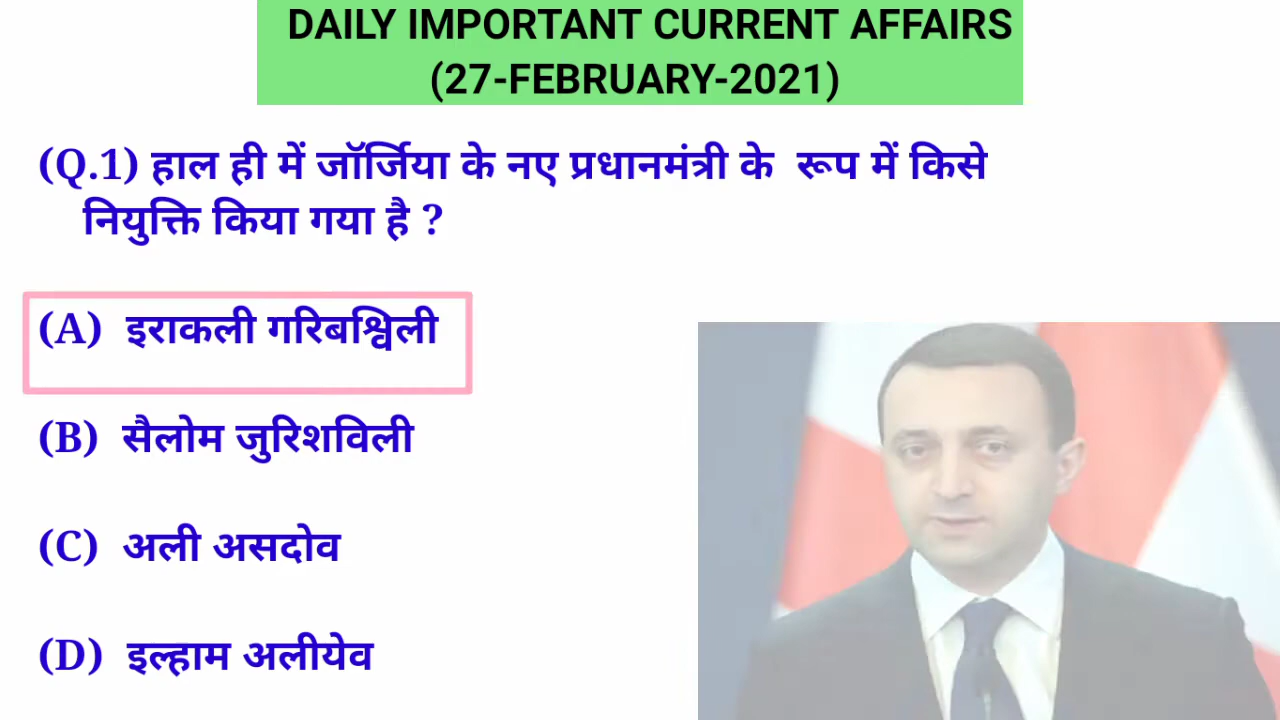 DAILY IMPORTANT CURRENT AFFAIRS
(27-FEBRUARY-2021)
(Q.1) हाल ही में जॉर्जिया के नए प्रधानमंत्री के रूप में किसे
नियुक्ति किया गया है ?
(A) इराकली गरिबश्विली
(B) सैलोम जुरिशविली
(C) अली असदोव
(D) इल्हाम अलीयेव